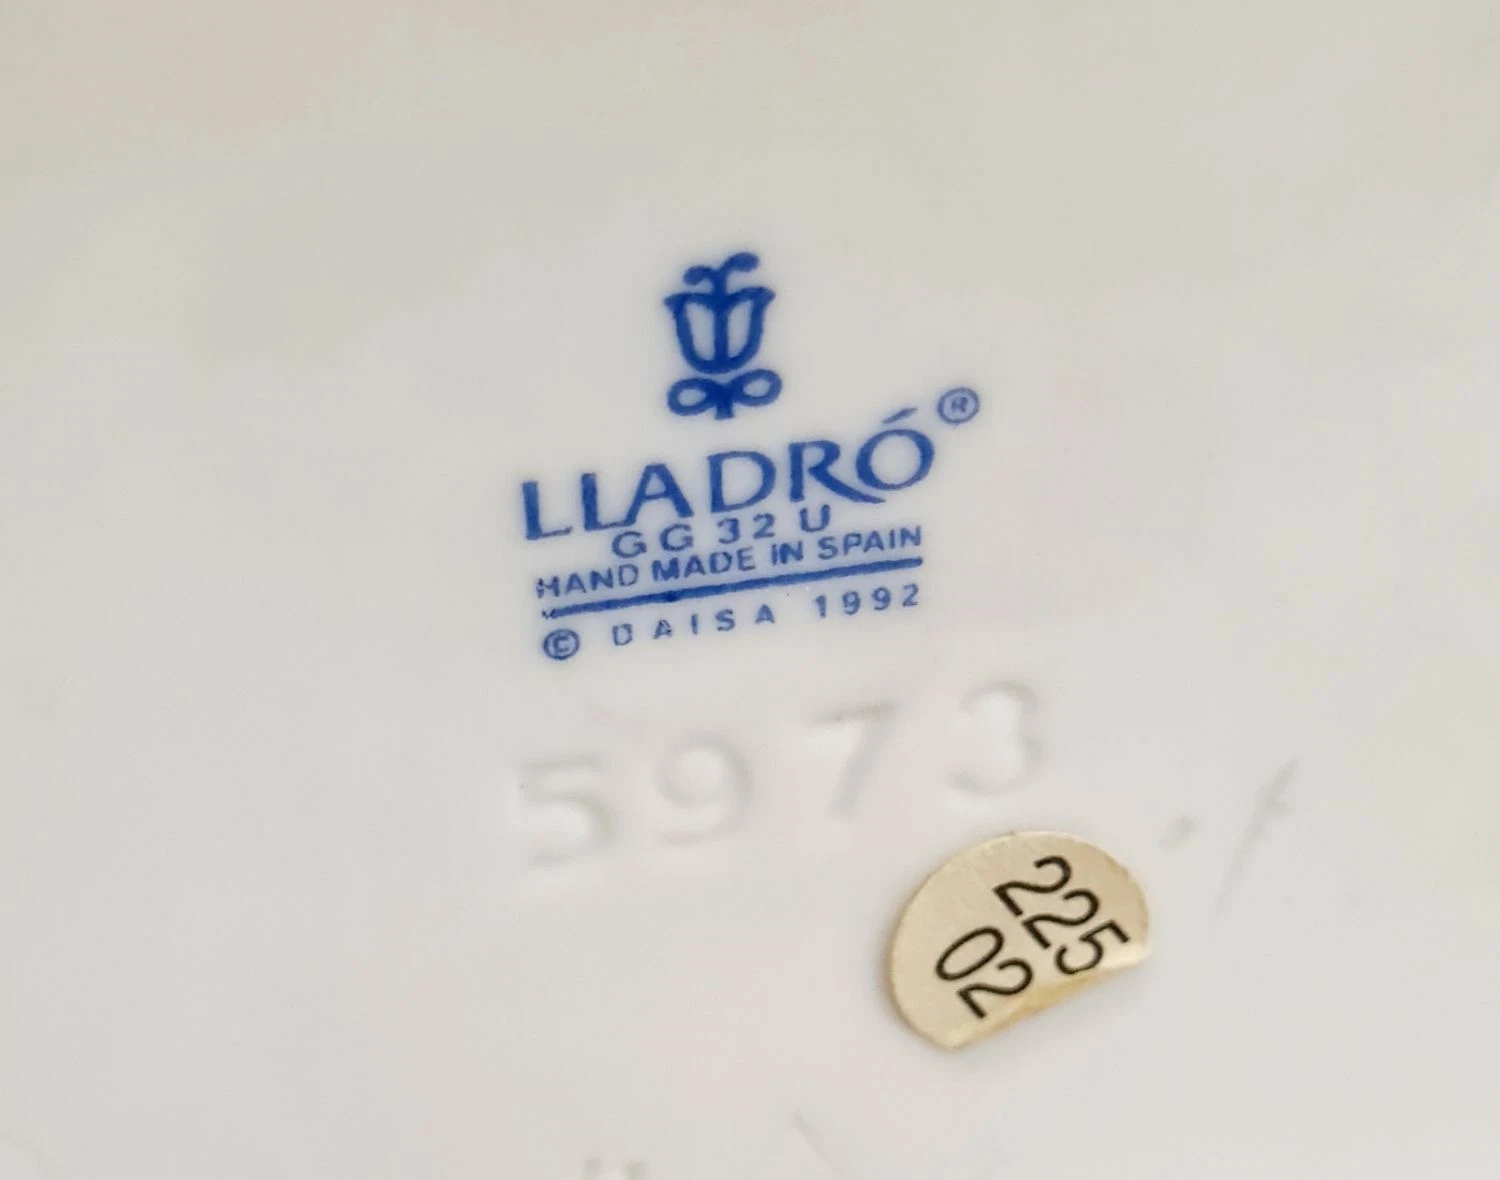 LLADRÓ®
GG 32 U
HAND MADE IN SPAIN
© DAISA 1992
5973
225
02